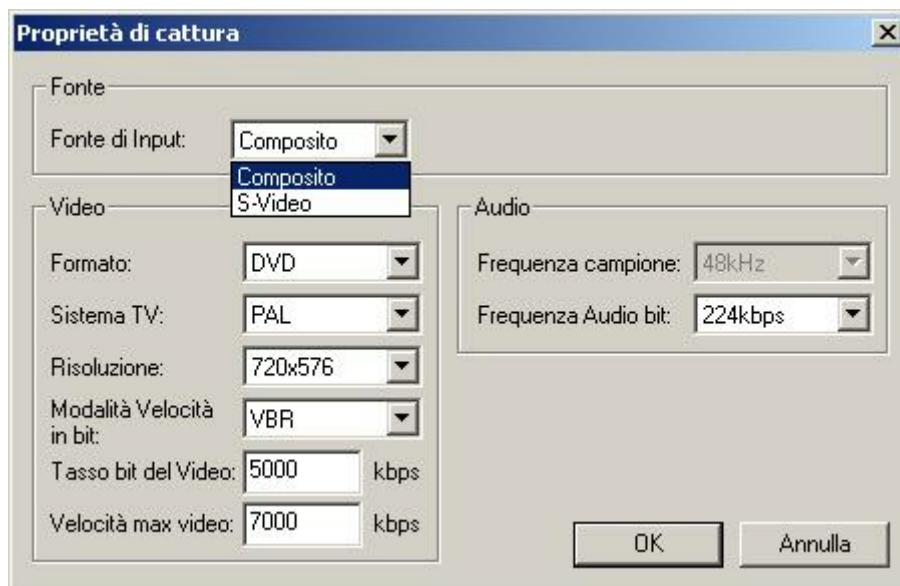 Proprietà di cattura
Fonte
Fonte di Input: Composito
Composito
S-Video
Video
Formato: DVD
Sistema TV: PAL
Risoluzione: 720x576
Modalità Velocità
in bit: VBR
Tasso bit del Video: 5000 kbps
Velocità max video: 7000 kbps
Audio
Frequenza campione: 48kHz
Frequenza Audio bit: 224kbps
OK Annulla